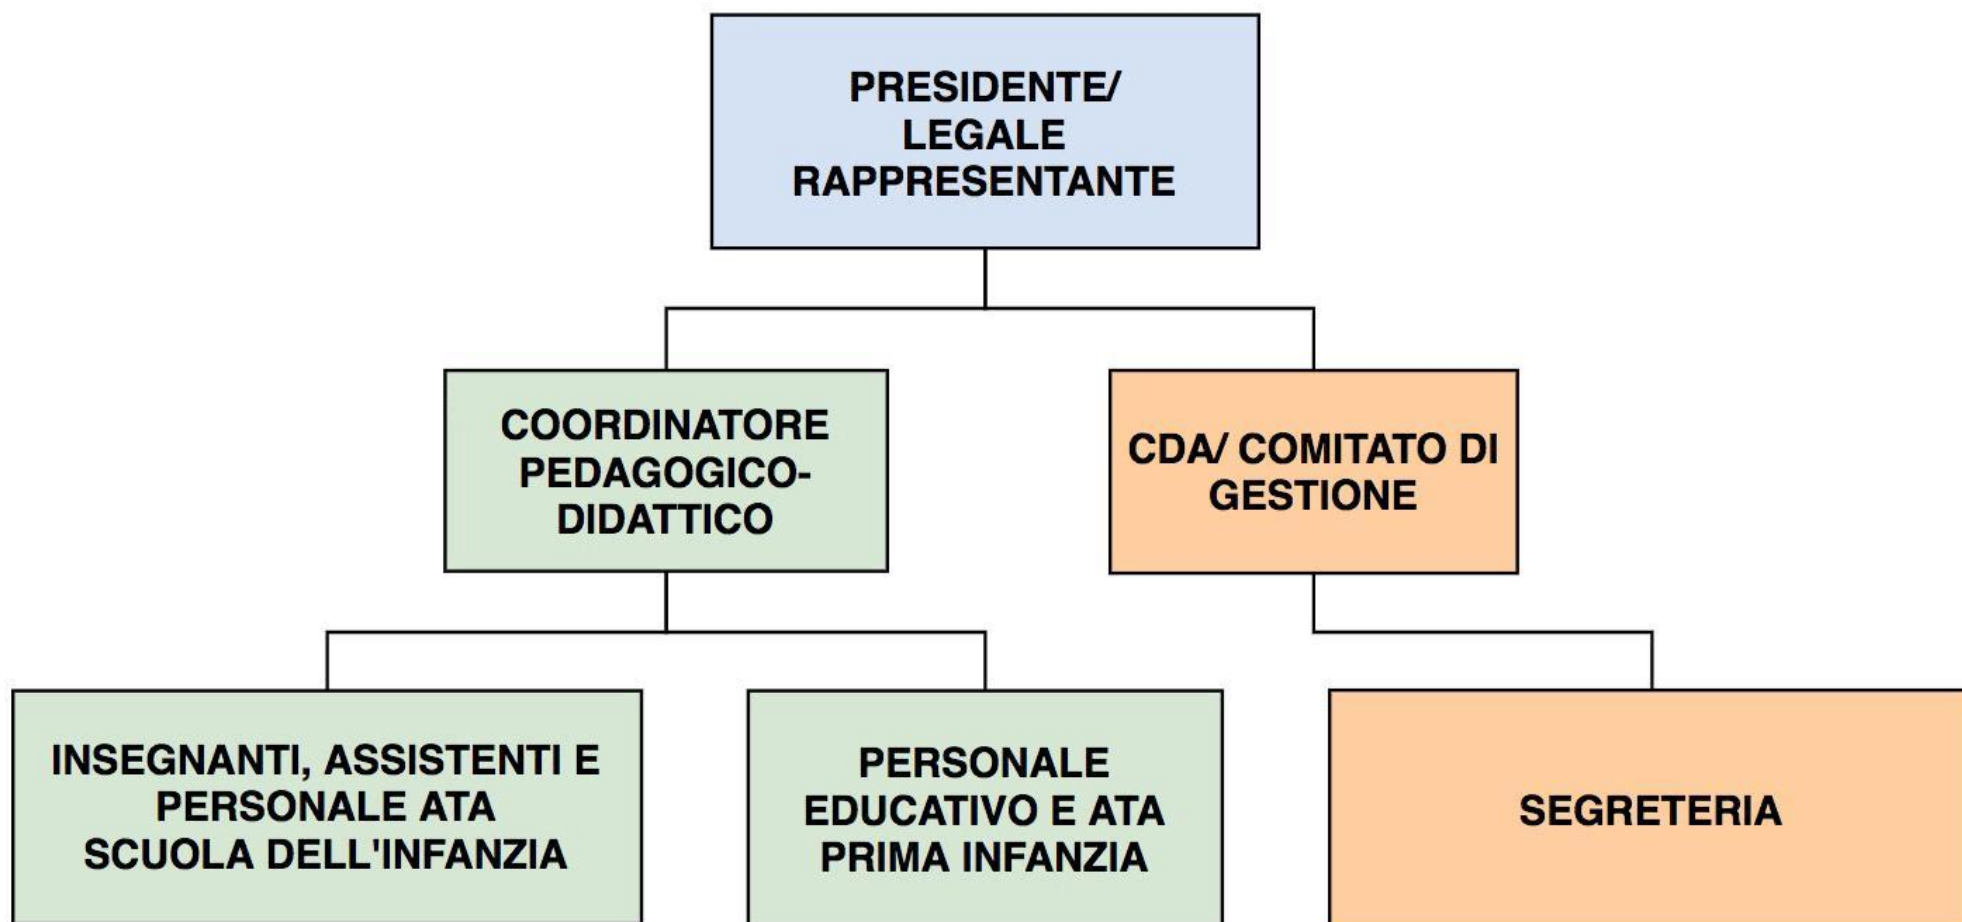 PRESIDENTE/
LEGALE
RAPPRESENTANTE
COORDINATORE
PEDAGOGICO-
DIDATTICO
CDA/ COMITATO DI
GESTIONE
INSEGNANTI, ASSISTENTI E
PERSONALE ATA
SCUOLA DELL'INFANZIA
PERSONALE
EDUCATIVO E ATA
PRIMA INFANZIA
SEGRETERIA